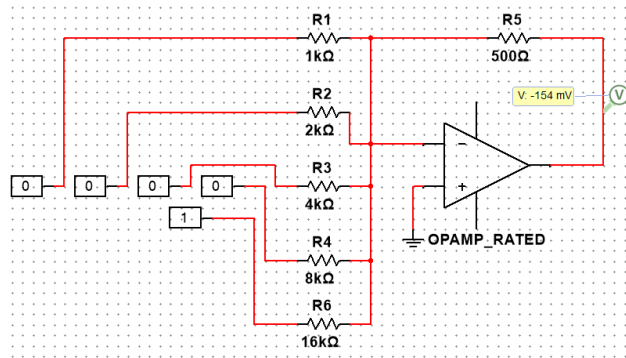 R1
1kΩ
R5
500Ω
V: -154 mV
V
R2
2kΩ
R3
4kΩ
0
0
0
0
1
−
+
OPAMP_RATED
R4
8kΩ
R6
16kΩ